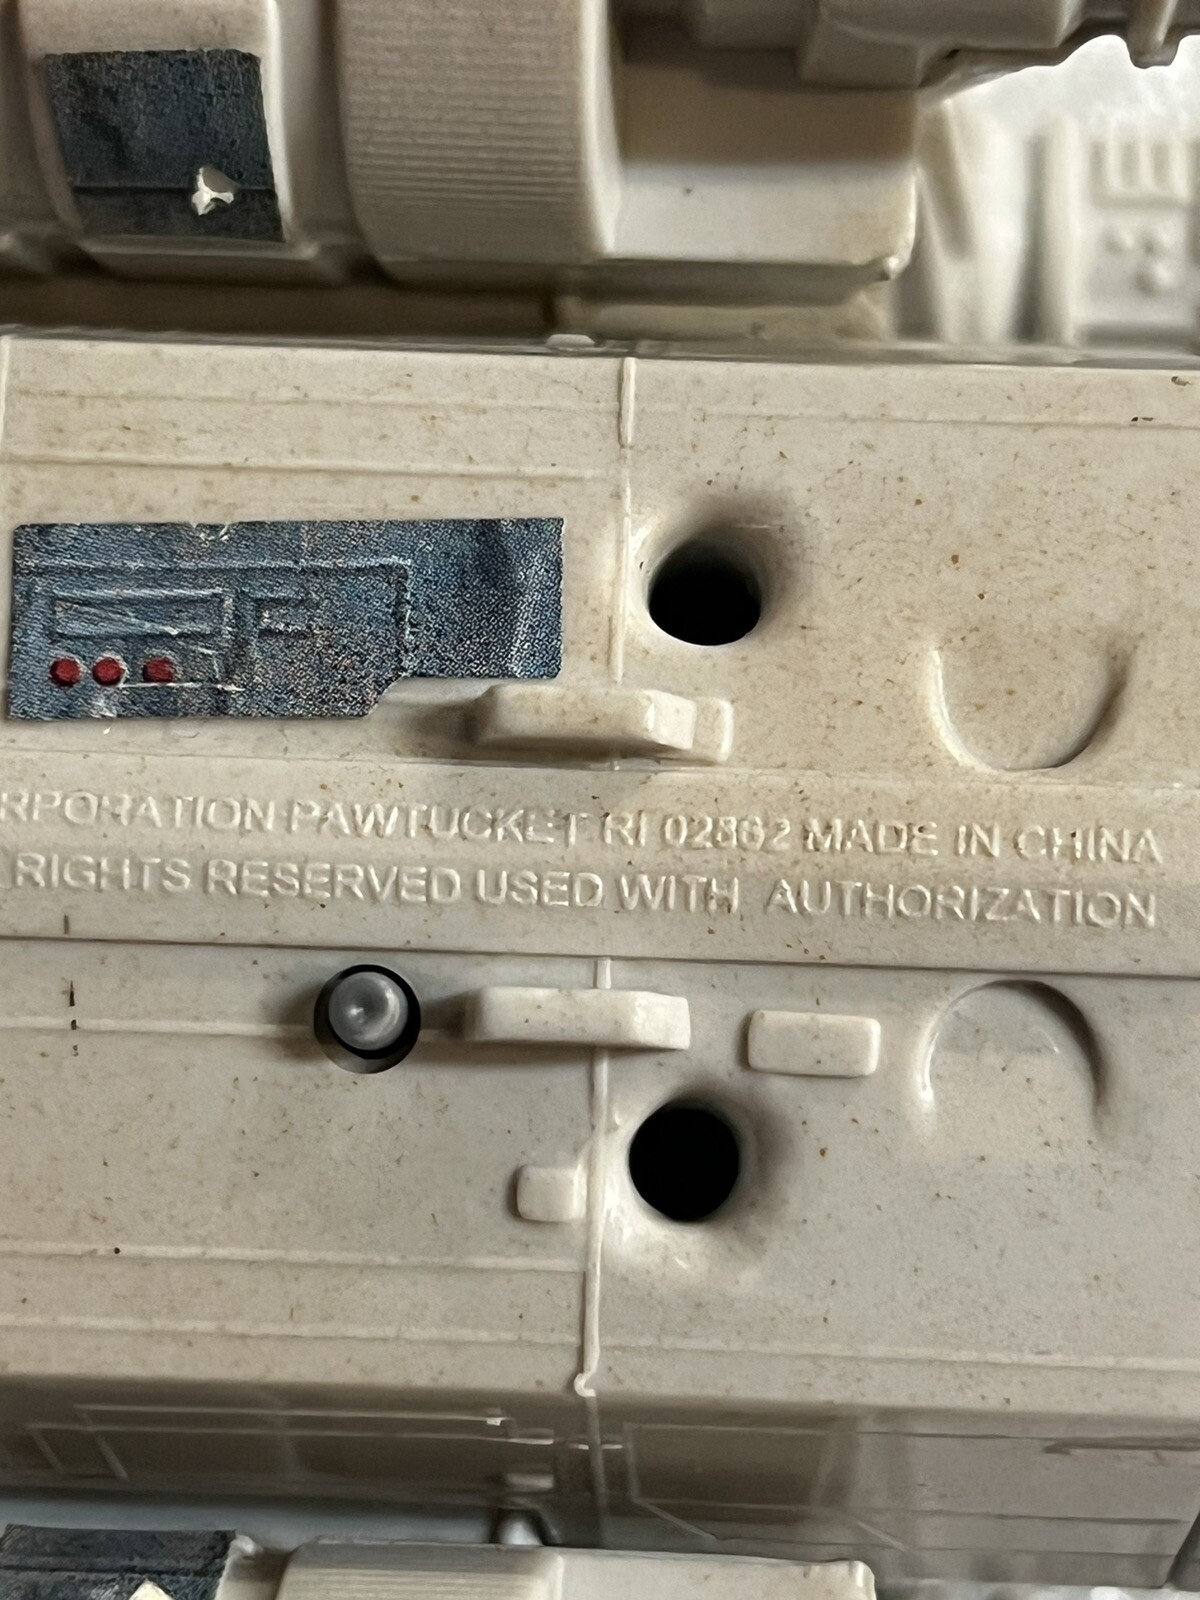 RPORATION PAWTUCKET RI 02862 MADE IN CHINA
RIGHTS RESERVED USED WITH AUTHORIZATION